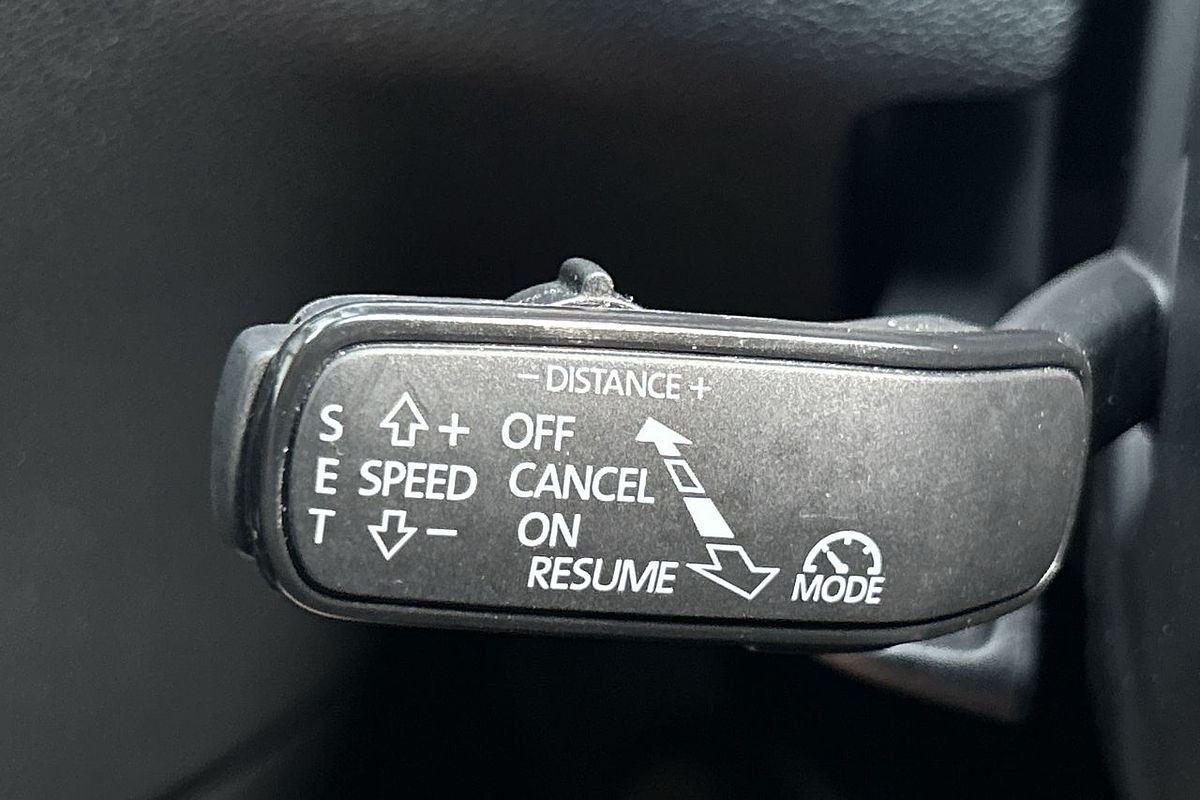 - DISTANCE +
S + OFF
E SPEED CANCEL
T - ON
RESUME
MODE